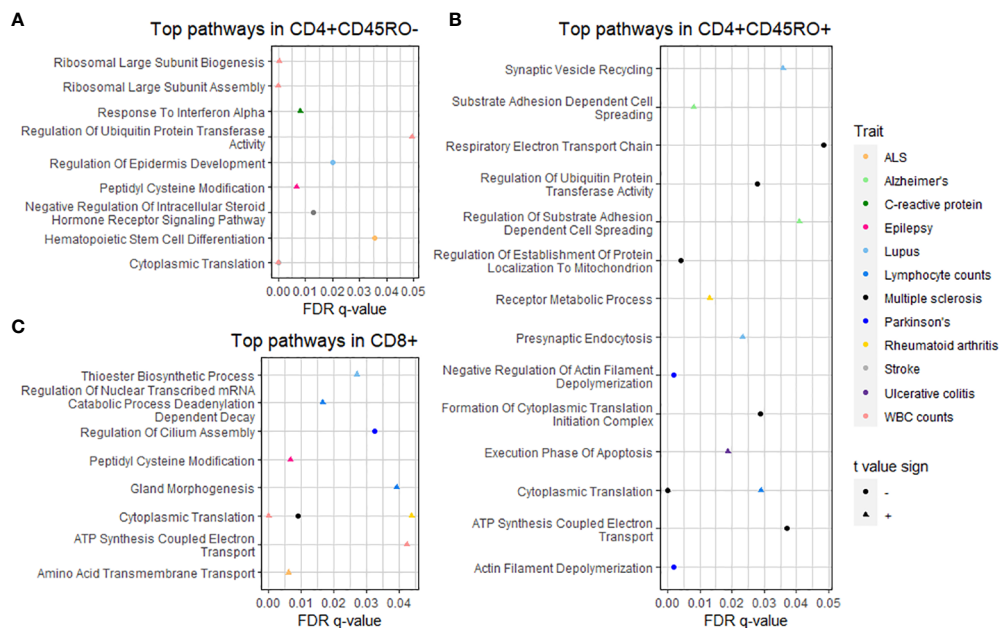 A
Top pathways in CD4+CD45RO-
Ribosomal Large Subunit Biogenesis
Ribosomal Large Subunit Assembly
Response To Interferon Alpha
Regulation Of Ubiquitin Protein Transferase
Activity
Regulation Of Epidermis Development
Peptidyl Cysteine Modification
Negative Regulation Of Intracellular Steroid
Hormone Receptor Signaling Pathway
Hematopoietic Stem Cell Differentiation
Cytoplasmic Translation
0.00 0.01 0.02 0.03 0.04 0.05
FDR q-value
C
Top pathways in CD8+
Thioester Biosynthetic Process
Regulation Of Nuclear Transcribed mRNA
Catabolic Process Deadenylation
Dependent Decay
Regulation Of Cilium Assembly
Peptidyl Cysteine Modification
Gland Morphogenesis
Cytoplasmic Translation
ATP Synthesis Coupled Electron
Transport
Amino Acid Transmembrane Transport
0.00 0.01 0.02 0.03 0.04
FDR q-value
B
Top pathways in CD4+CD45RO+
Synaptic Vesicle Recycling
Substrate Adhesion Dependent Cell
Spreading
Respiratory Electron Transport Chain
Regulation Of Ubiquitin Protein
Transferase Activity
Regulation Of Substrate Adhesion
Dependent Cell Spreading
Regulation Of Establishment Of Protein
Localization To Mitochondrion
Receptor Metabolic Process
Presynaptic Endocytosis
Negative Regulation Of Actin Filament
Depolymerization
Formation Of Cytoplasmic Translation
Initiation Complex
Execution Phase Of Apoptosis
Cytoplasmic Translation
ATP Synthesis Coupled Electron
Transport
Actin Filament Depolymerization
0.00 0.01 0.02 0.03 0.04 0.05
FDR q-value
Trait
ALS
Alzheimer's
C-reactive protein
Epilepsy
Lupus
Lymphocyte counts
Multiple sclerosis
Parkinson's
Rheumatoid arthritis
Stroke
Ulcerative colitis
WBC counts
t value sign
-
+